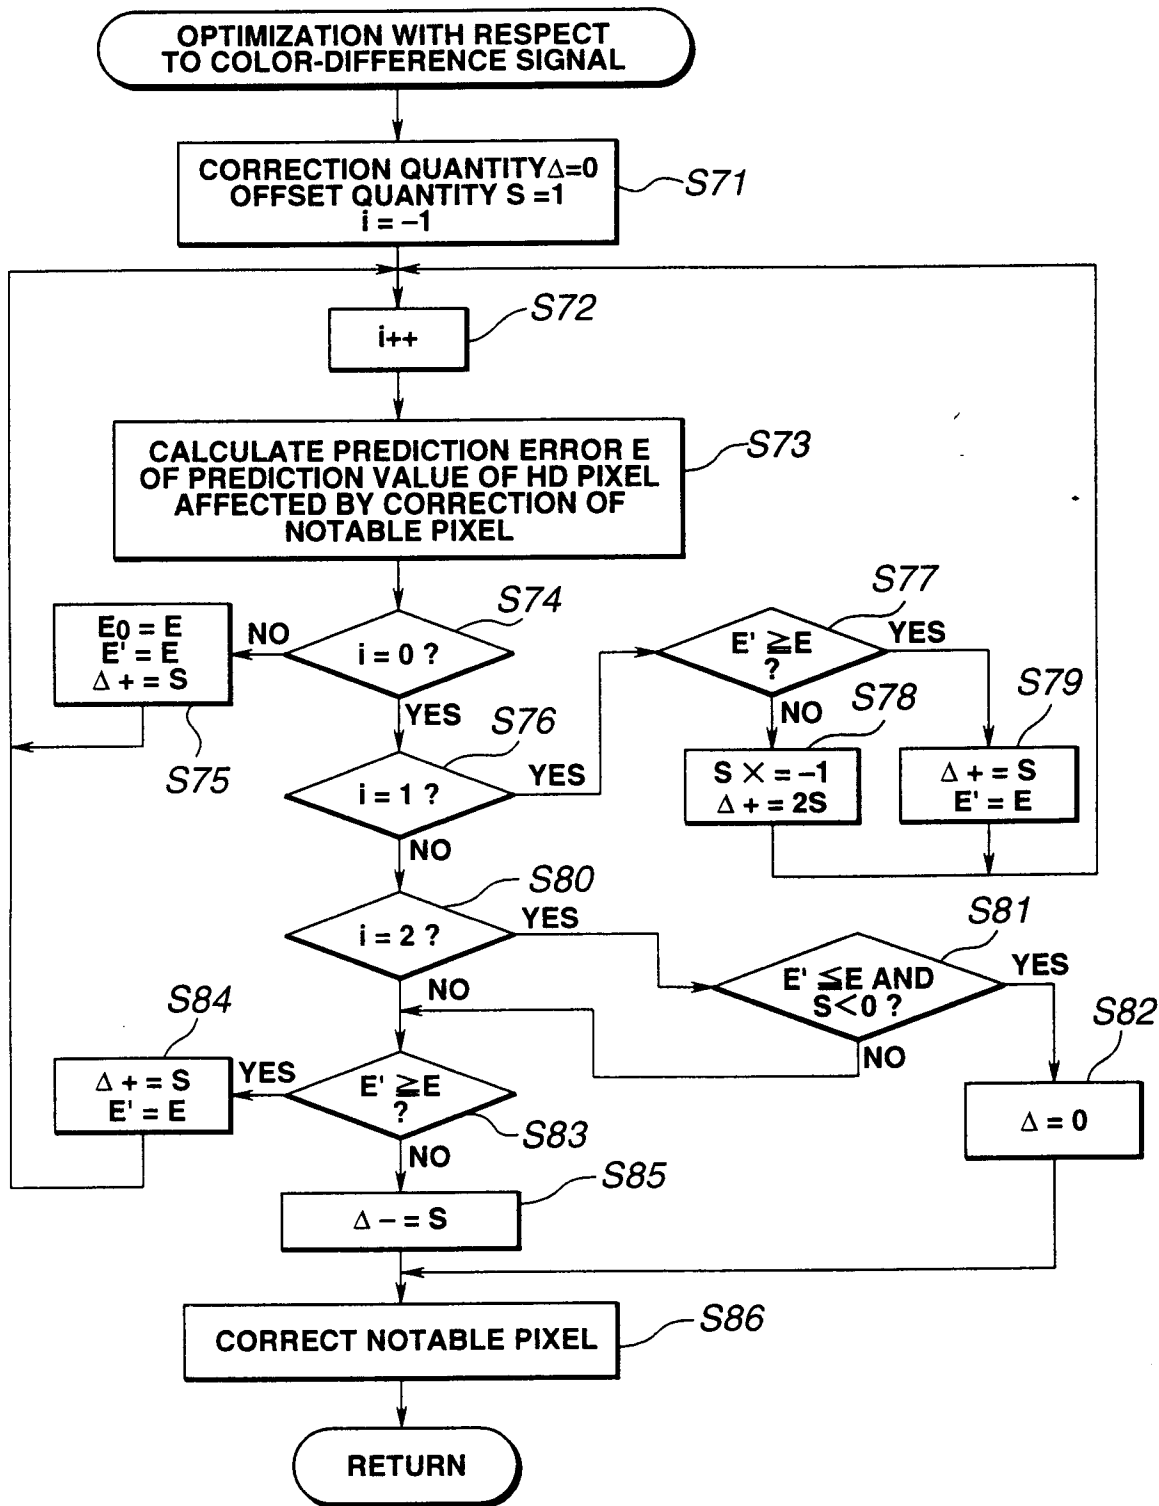 OPTIMIZATION WITH RESPECT
TO COLOR-DIFFERENCE SIGNAL
CORRECTION QUANTITYΔ=0
OFFSET QUANTITY S =1
i = –1
S71
i++
S72
CALCULATE PREDICTION ERROR E
OF PREDICTION VALUE OF HD PIXEL
AFFECTED BY CORRECTION OF
NOTABLE PIXEL
S73
i = 0 ?
S74
NO
YES
E0 = E
E' = E
Δ + = S
S75
i = 1 ?
S76
YES
NO
E' ≧E
?
S77
YES
NO
S × = –1
Δ + = 2S
S78
Δ + = S
E' = E
S79
i = 2 ?
S80
YES
NO
E' ≦E AND
S<0 ?
S81
YES
NO
Δ = 0
S82
E' ≧E
?
S83
YES
NO
Δ + = S
E' = E
S84
Δ – = S
S85
CORRECT NOTABLE PIXEL
S86
RETURN